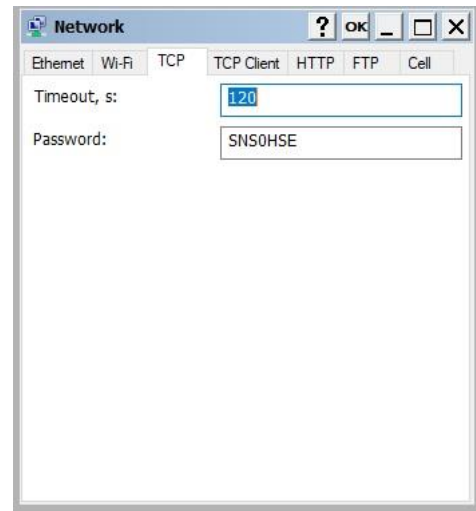 Network ? OK _ □ X
Ethernet Wi-Fi TCP TCP Client HTTP FTP Cell
Timeout, s: 120
Password: SNS0HSE